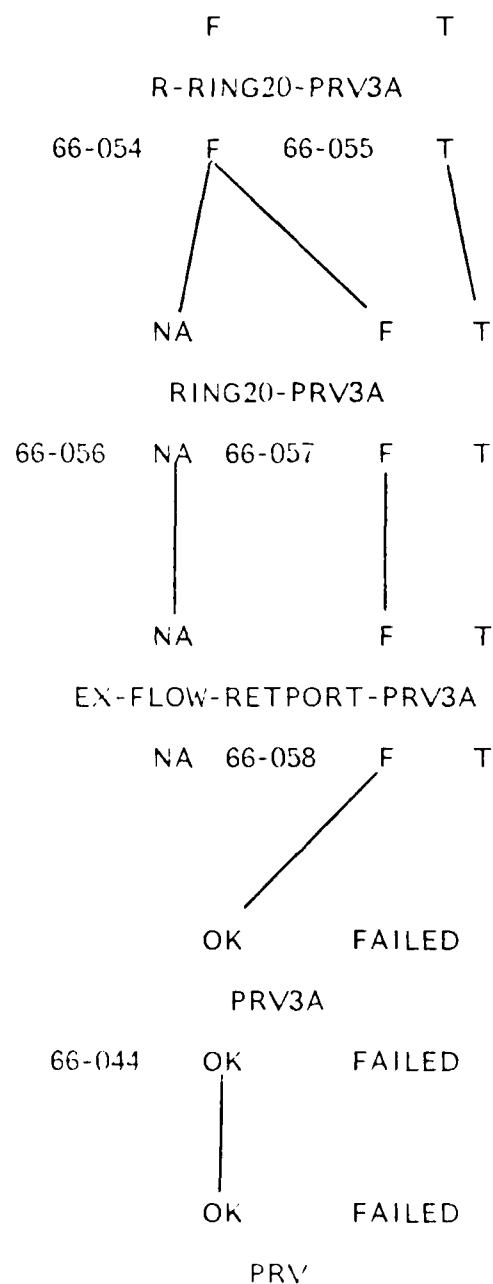 F T
R-RING20-PRV3A
66-054 F 66-055 T
NA F T
RING20-PRV3A
66-056 NA 66-057 F T
NA F T
EX-FLOW-RETPORT-PRV3A
NA 66-058 F T
OK FAILED
PRV3A
66-044 OK FAILED
OK FAILED
PRV